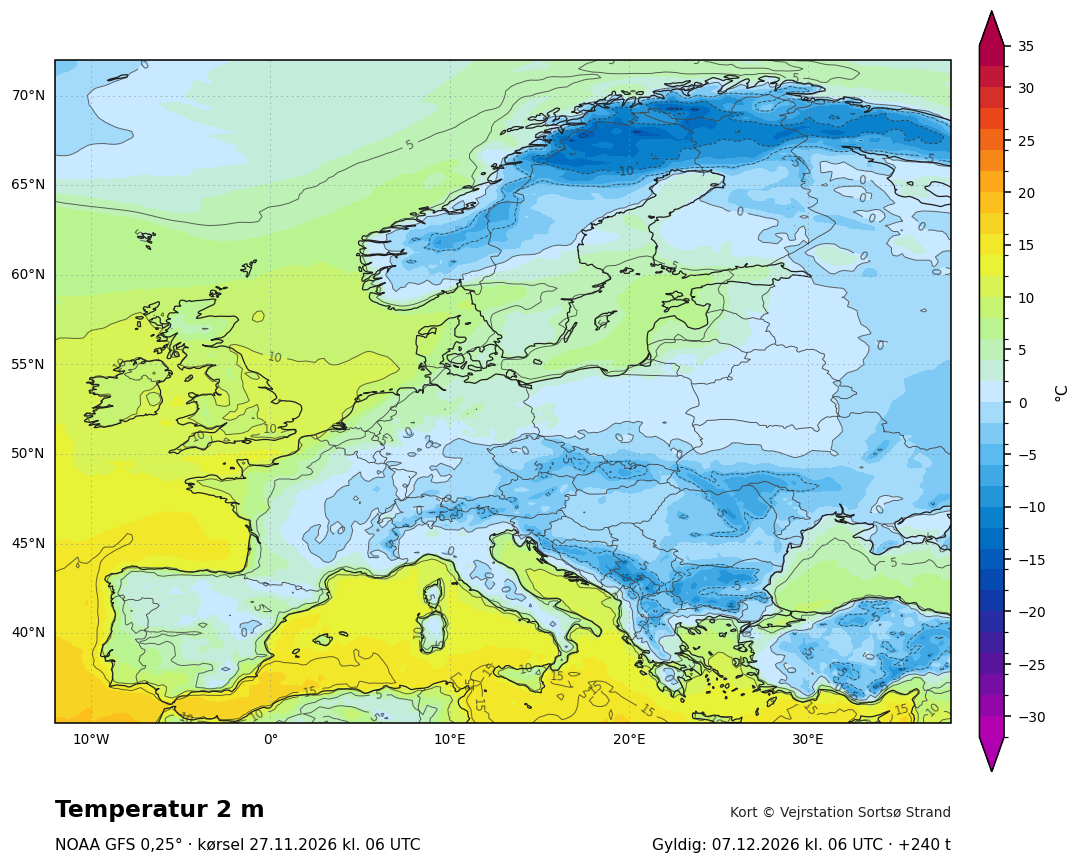 35
30
25
20
15
10
5
0
−5
−10
−15
−20
−25
−30
°C
70°N
65°N
60°N
55°N
50°N
45°N
40°N
10°W
0°
10°E
20°E
30°E
Temperatur 2 m
Kort © Vejrstation Sortsø Strand
NOAA GFS 0,25° · kørsel 27.11.2026 kl. 06 UTC
Gyldig: 07.12.2026 kl. 06 UTC · +240 t